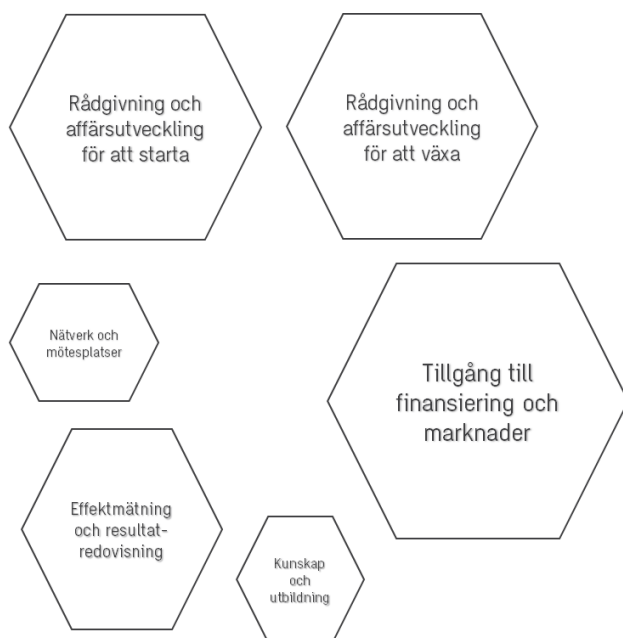 Rådgivning och
affärsutveckling
för att starta
Rådgivning och
affärsutveckling
för att växa
Nätverk och
mötesplatser
Tillgång till
finansiering och
marknader
Effektmätning
och resultat-
redovisning
Kunskap
och
utbildning